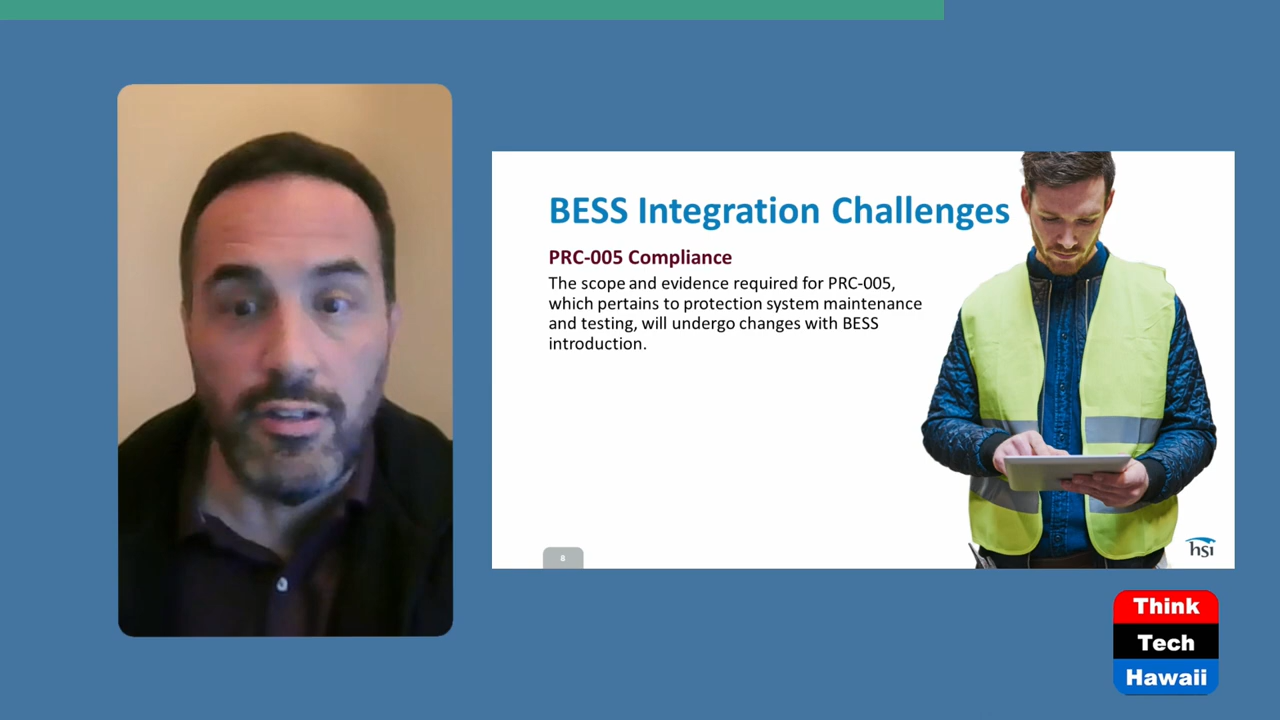 BESS Integration Challenges
PRC-005 Compliance
The scope and evidence required for PRC-005,
which pertains to protection system maintenance
and testing, will undergo changes with BESS
introduction.
8
hsi
Think
Tech
Hawaii